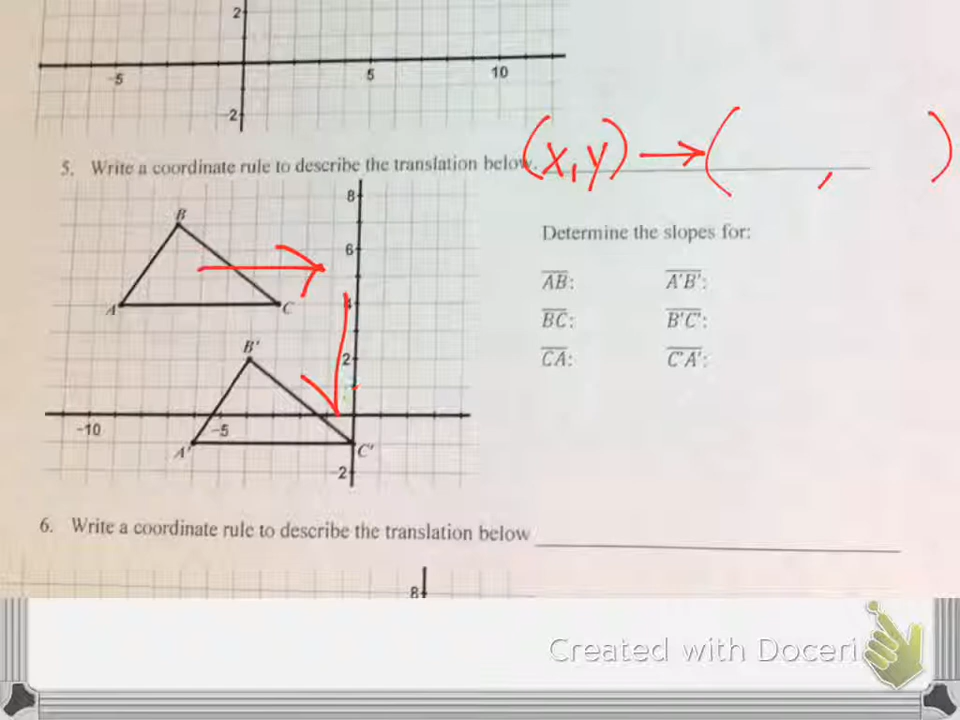 2
-5 5 10
-2
(x,y) → ( , )
5. Write a coordinate rule to describe the translation below.
8
B
Determine the slopes for:
6
AB: A'B':
A C
BC: B'C':
B' 2
CA: C'A':
-10 -5
A' C'
-2
6. Write a coordinate rule to describe the translation below
8
Created with Doceri